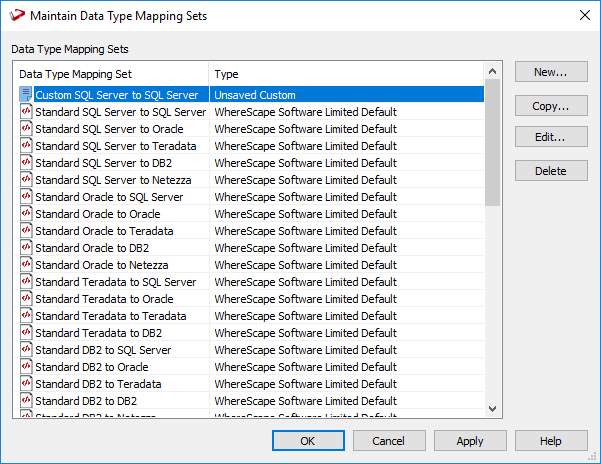 Maintain Data Type Mapping Sets
Data Type Mapping Sets
Data Type Mapping Set Type
New...
Custom SQL Server to SQL Server Unsaved Custom
Standard SQL Server to SQL Server WhereScape Software Limited Default
Copy...
Standard SQL Server to Oracle WhereScape Software Limited Default
Edit...
Standard SQL Server to Teradata WhereScape Software Limited Default
Standard SQL Server to DB2 WhereScape Software Limited Default
Delete
Standard SQL Server to Netezza WhereScape Software Limited Default
Standard Oracle to SQL Server WhereScape Software Limited Default
Standard Oracle to Oracle WhereScape Software Limited Default
Standard Oracle to Teradata WhereScape Software Limited Default
Standard Oracle to DB2 WhereScape Software Limited Default
Standard Oracle to Netezza WhereScape Software Limited Default
Standard Teradata to SQL Server WhereScape Software Limited Default
Standard Teradata to Oracle WhereScape Software Limited Default
Standard Teradata to Teradata WhereScape Software Limited Default
Standard Teradata to DB2 WhereScape Software Limited Default
Standard DB2 to SQL Server WhereScape Software Limited Default
Standard DB2 to Oracle WhereScape Software Limited Default
Standard DB2 to Teradata WhereScape Software Limited Default
Standard DB2 to DB2 WhereScape Software Limited Default
Standard DB2 to Netezza WhereScape Software Limited Default
OK Cancel Apply Help